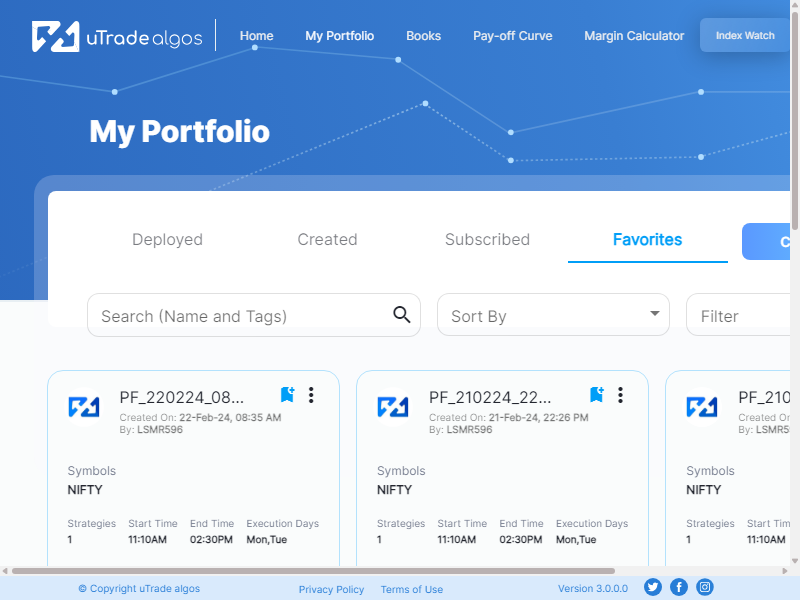 uTrade algos
Home
My Portfolio
Books
Pay-off Curve
Margin Calculator
Index Watch
My Portfolio
Deployed
Created
Subscribed
Favorites
C
Search (Name and Tags)
Sort By
Filter
PF_220224_08...
Created On: 22-Feb-24, 08:35 AM
By: LSMR596
Symbols
NIFTY
Strategies Start Time End Time Execution Days
1 11:10AM 02:30PM Mon,Tue
PF_210224_22...
Created On: 21-Feb-24, 22:26 PM
By: LSMR596
Symbols
NIFTY
Strategies Start Time End Time Execution Days
1 11:10AM 02:30PM Mon,Tue
PF_210
Created On
By: LSMR5
Symbols
NIFTY
Strategies Start Tim
1 11:10AM
© Copyright uTrade algos
Privacy Policy
Terms of Use
Version 3.0.0.0